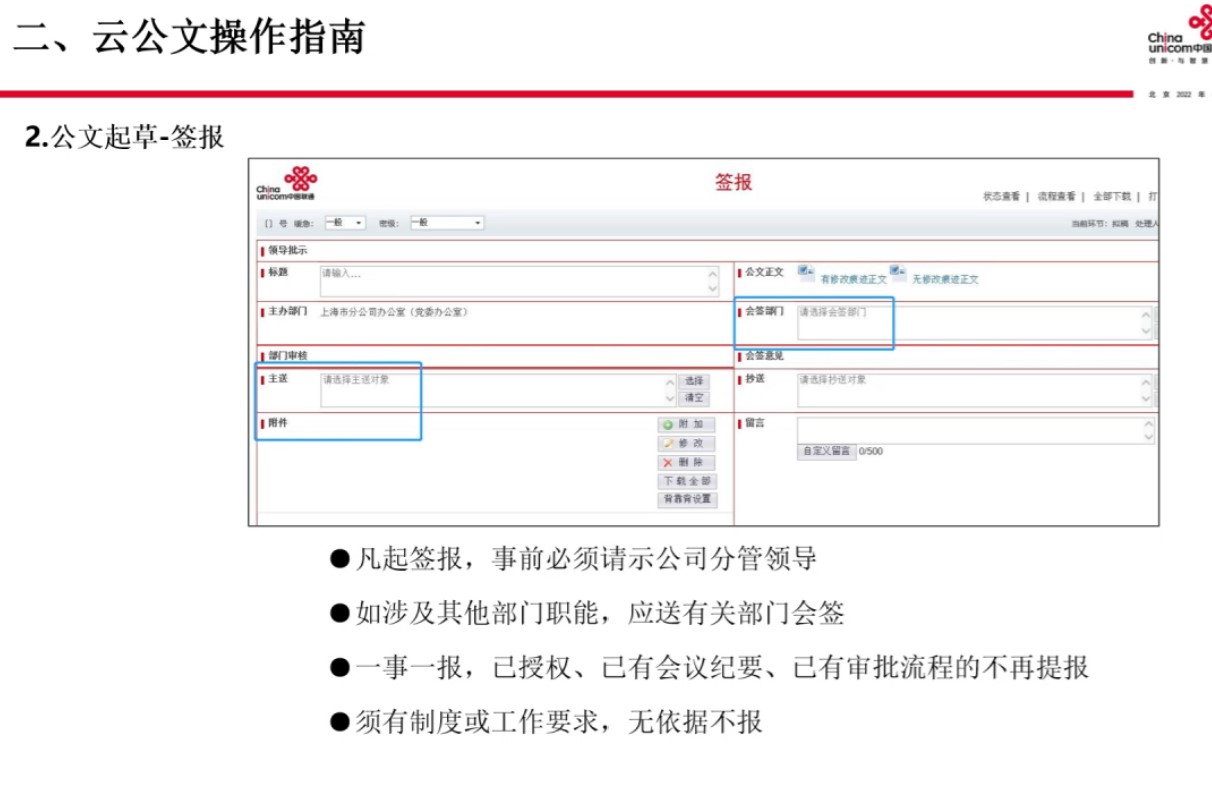 二、云公文操作指南
China
unicom中国
创新·与智慧
北京 2022 年
2.公文起草-签报
China
unicom中国联通
签报
状态查看 | 流程查看 | 全部下载 | 打
[] 号 缓急: 一般 密级: 一般
当前环节: 拟稿 处理人
领导批示
标题 请输入... 公文正文 有修改痕迹正文 无修改痕迹正文
主办部门 上海市分公司办公室(党委办公室) 会签部门 请选择会签部门
部门审核 会签意见
主送 请选择主送对象 选择 抄送 请选择抄送对象
清空
附件 附加 留言
修改
自定义留言 0/500
删除
下载全部
背靠背设置
●凡起签报，事前必须请示公司分管领导
●如涉及其他部门职能，应送有关部门会签
●一事一报，已授权、已有会议纪要、已有审批流程的不再提报
●须有制度或工作要求，无依据不报